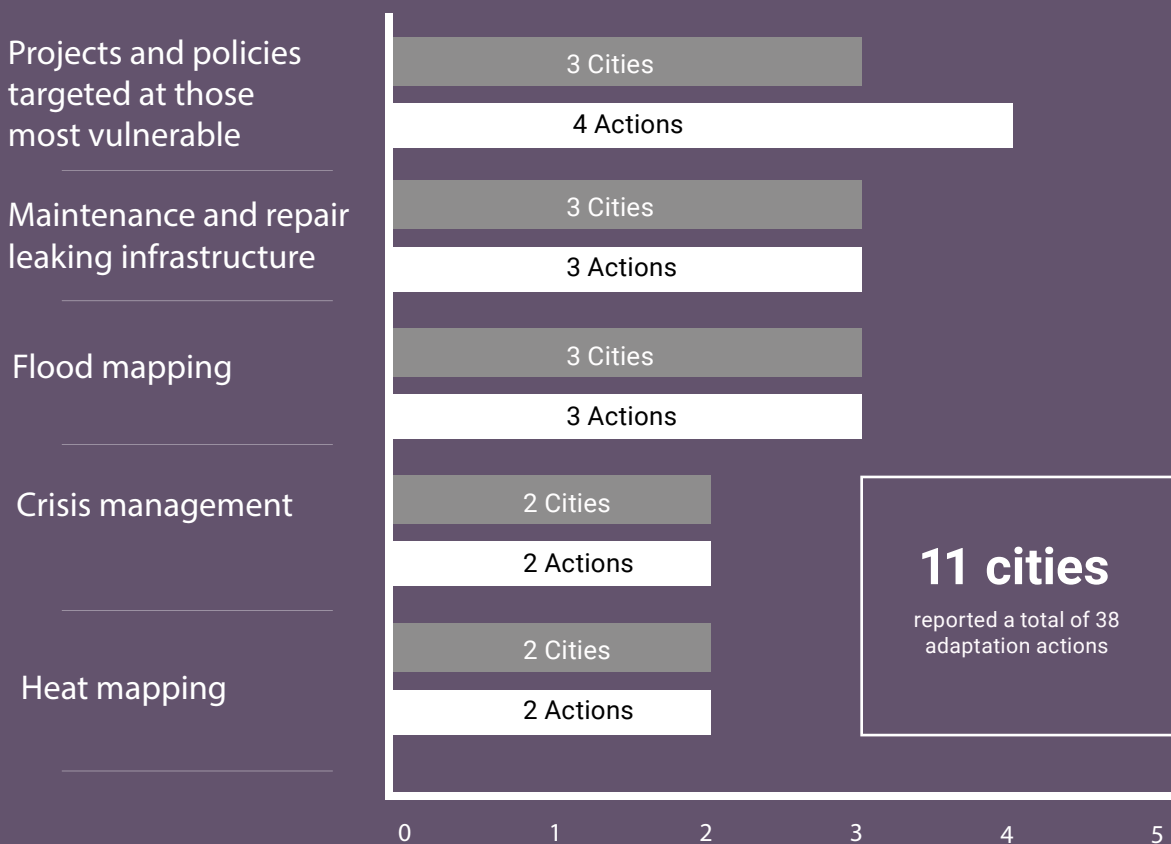 Projects and policies
targeted at those
most vulnerable
3 Cities
4 Actions
Maintenance and repair
leaking infrastructure
3 Cities
3 Actions
Flood mapping
3 Cities
3 Actions
Crisis management
2 Cities
2 Actions
Heat mapping
2 Cities
2 Actions
11 cities
reported a total of 38
adaptation actions
0 1 2 3 4 5